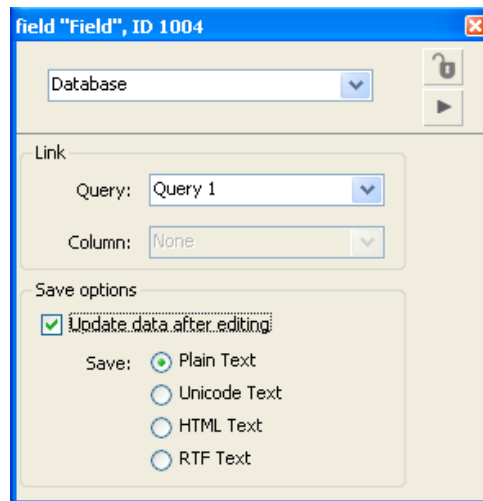 field "Field", ID 1004
Database
Link
Query: Query 1
Column: None
Save options
Update data after editing
Save: Plain Text
Unicode Text
HTML Text
RTF Text